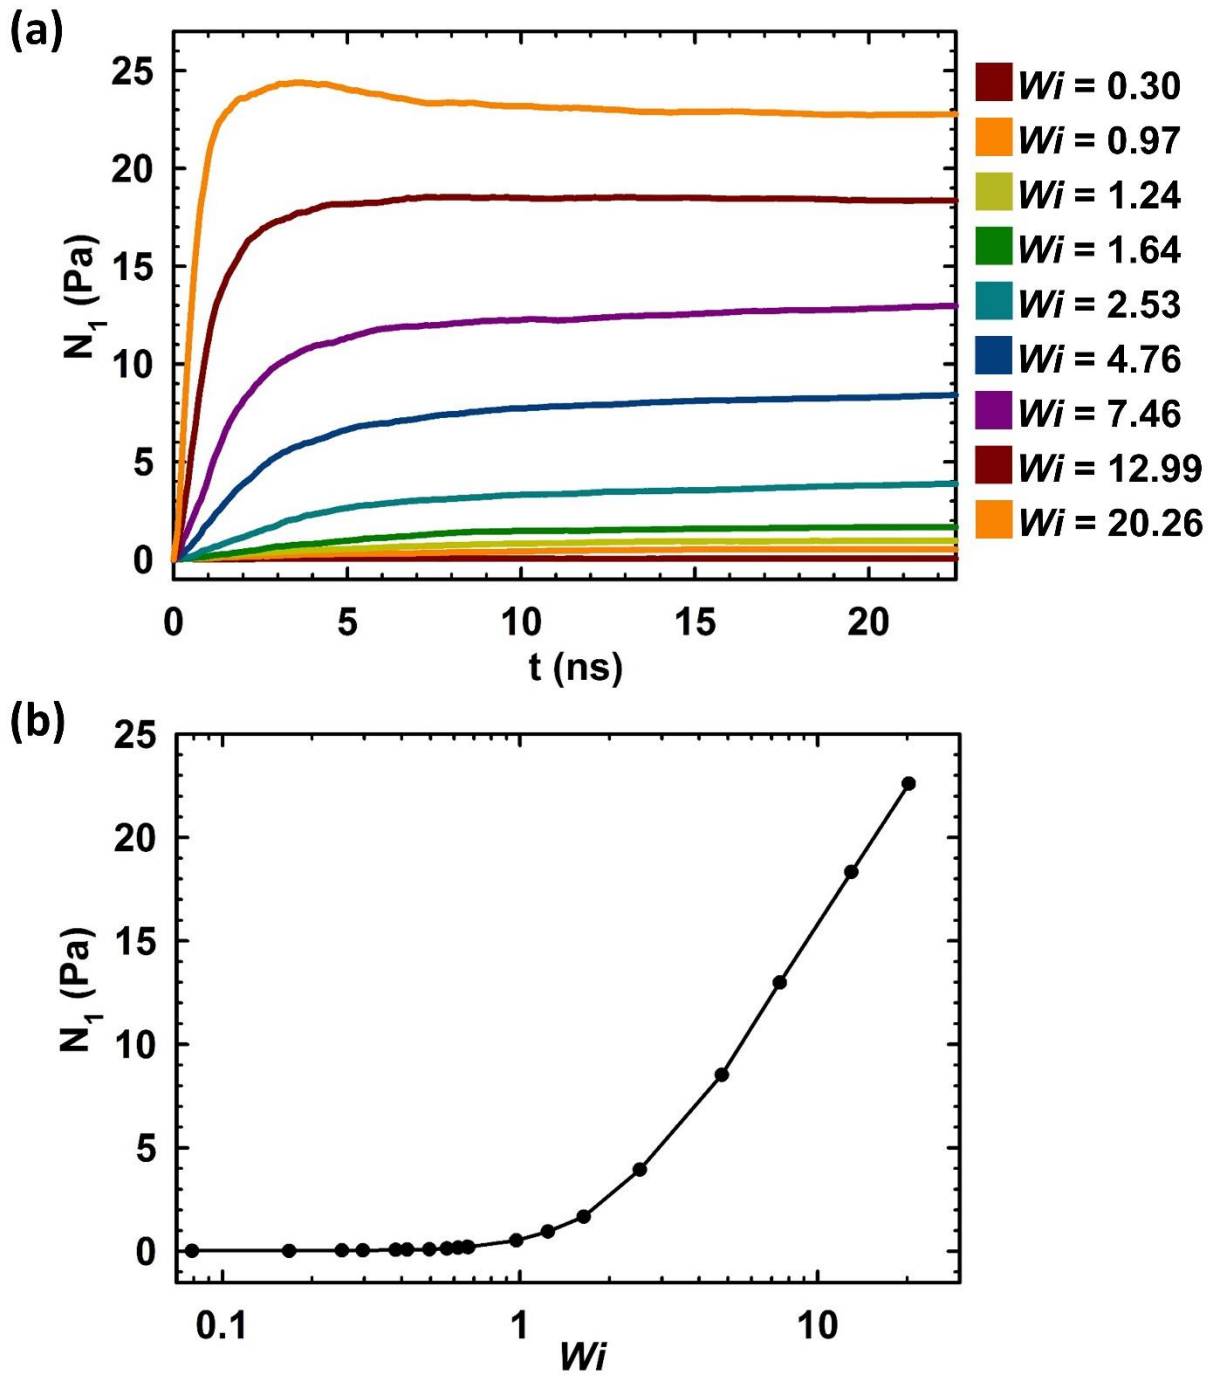 (a)
25
20
15
10
5
0
N₁ (Pa)
0 5 10 15 20
t (ns)
Wi = 0.30
Wi = 0.97
Wi = 1.24
Wi = 1.64
Wi = 2.53
Wi = 4.76
Wi = 7.46
Wi = 12.99
Wi = 20.26
(b)
25
20
15
10
5
0
N₁ (Pa)
0.1 1 10
Wi